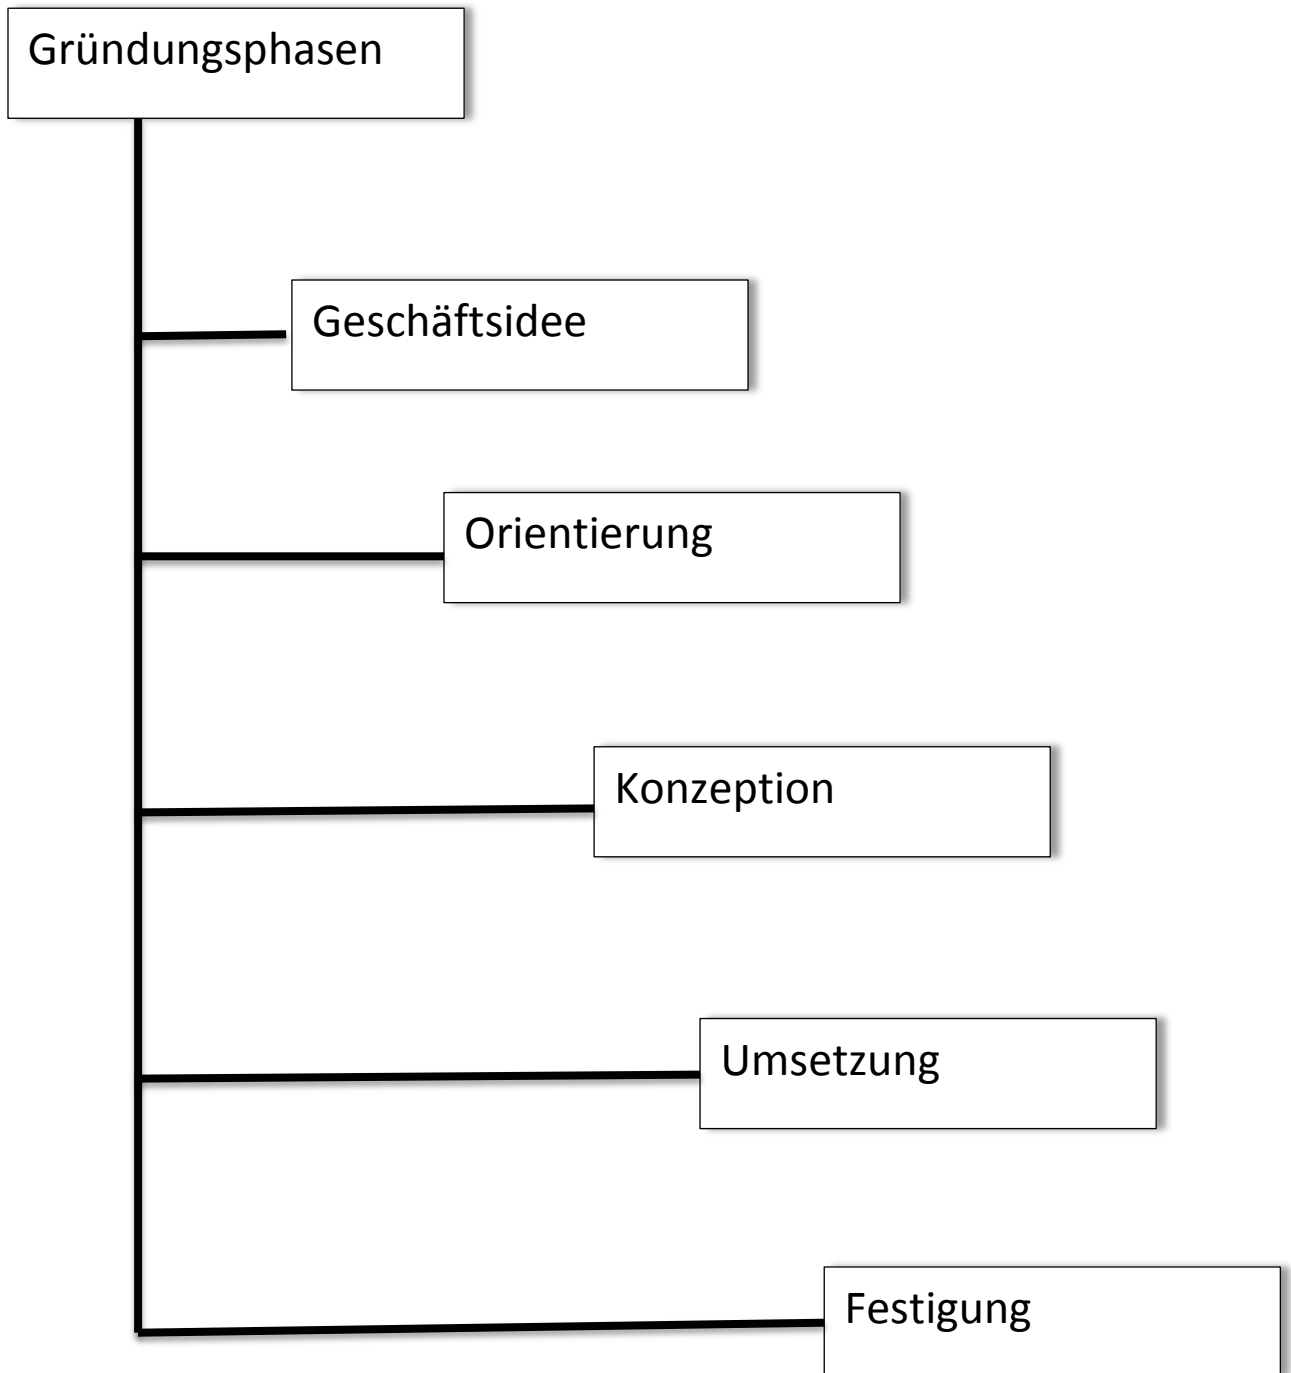 Gründungsphasen
Geschäftsidee
Orientierung
Konzeption
Umsetzung
Festigung